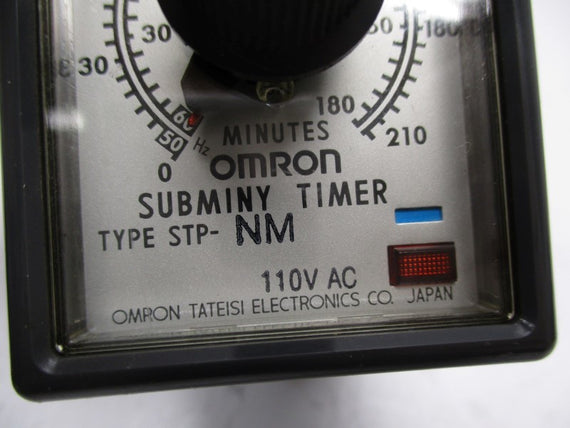 30
30
180
60
50 Hz
180
0 MINUTES 210
OMRON
SUBMINY TIMER
TYPE STP- NM
110V AC
OMRON TATEISI ELECTRONICS CO. JAPAN